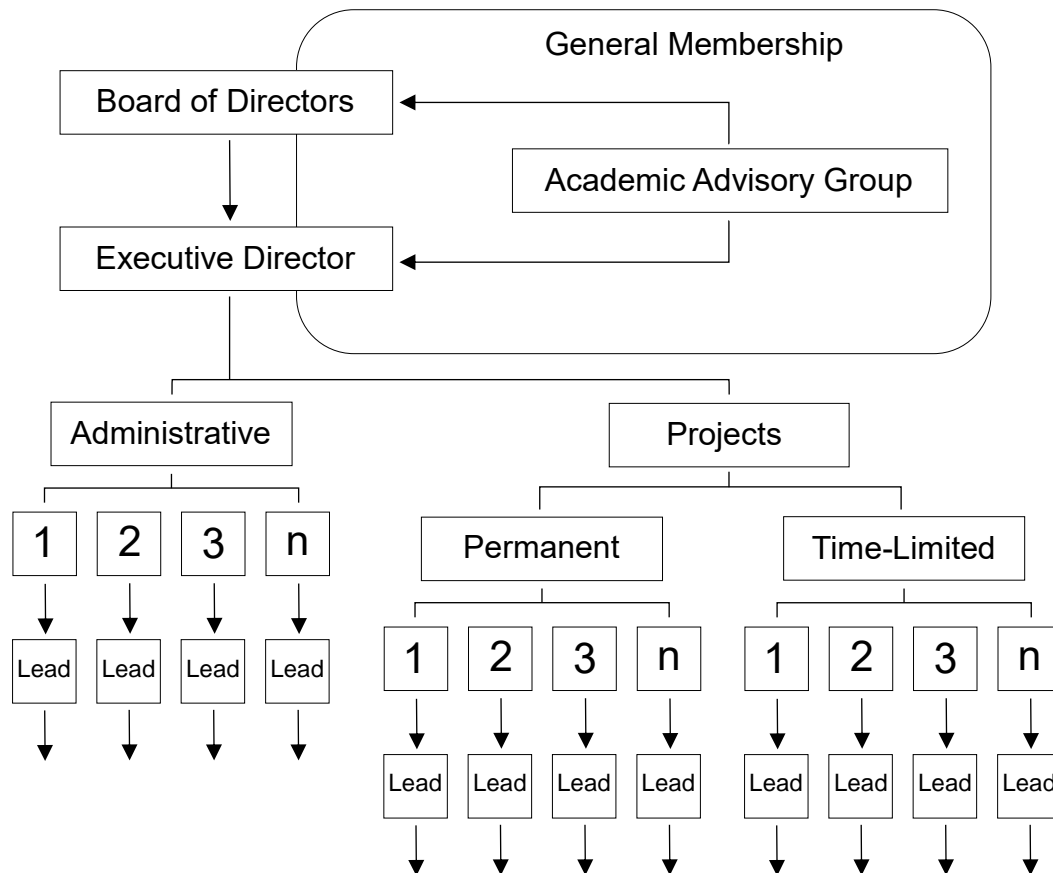 General Membership
Board of Directors
Academic Advisory Group
Executive Director
Administrative
Projects
1 2 3 n
Permanent
Time-Limited
Lead Lead Lead Lead
1 2 3 n
1 2 3 n
Lead Lead Lead Lead
Lead Lead Lead Lead